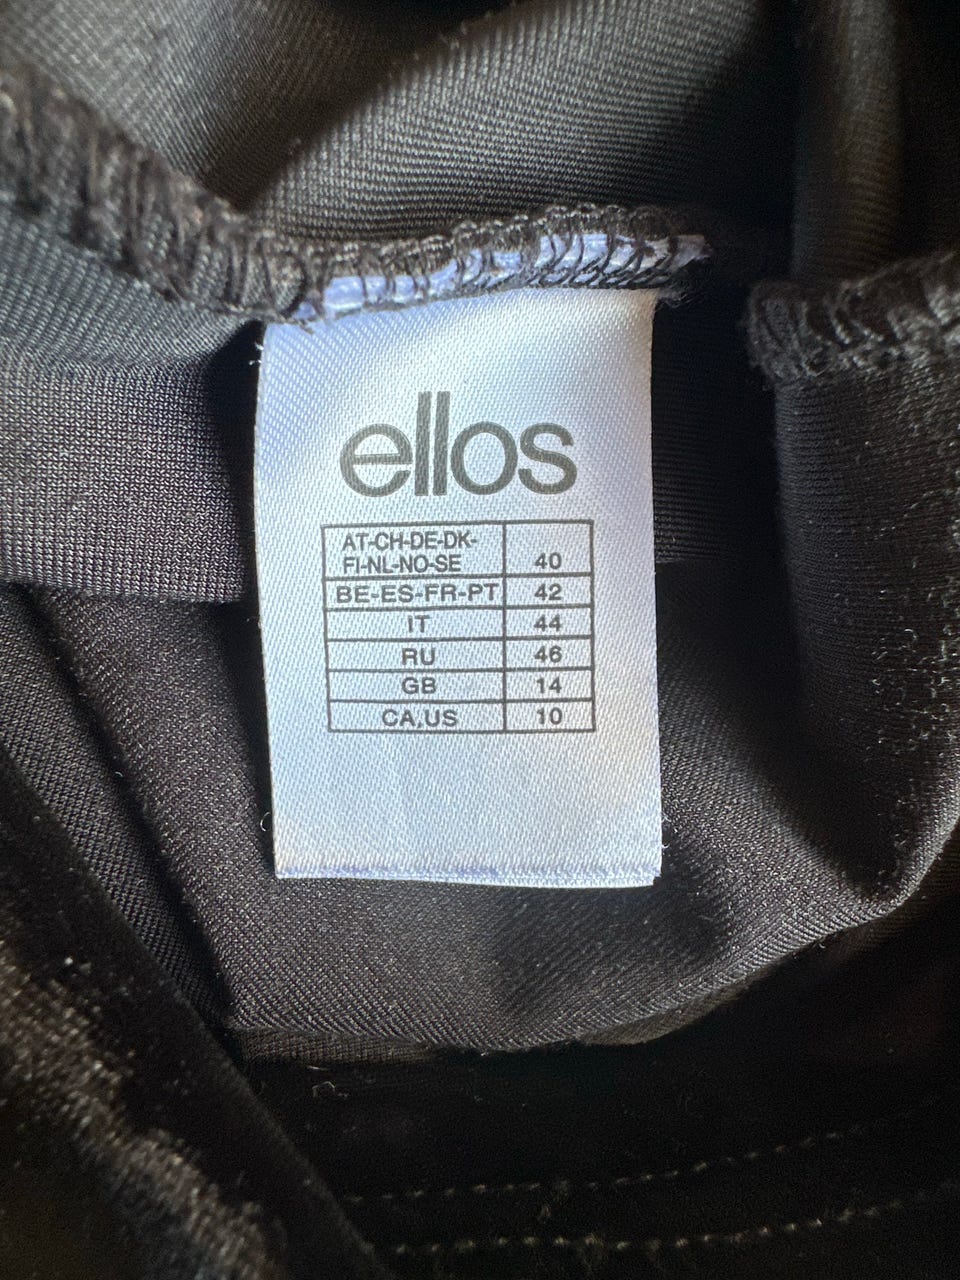 ellos
AT-CH-DE-DK-
FI-NL-NO-SE 40
BE-ES-FR-PT 42
IT 44
RU 46
GB 14
CA,US 10